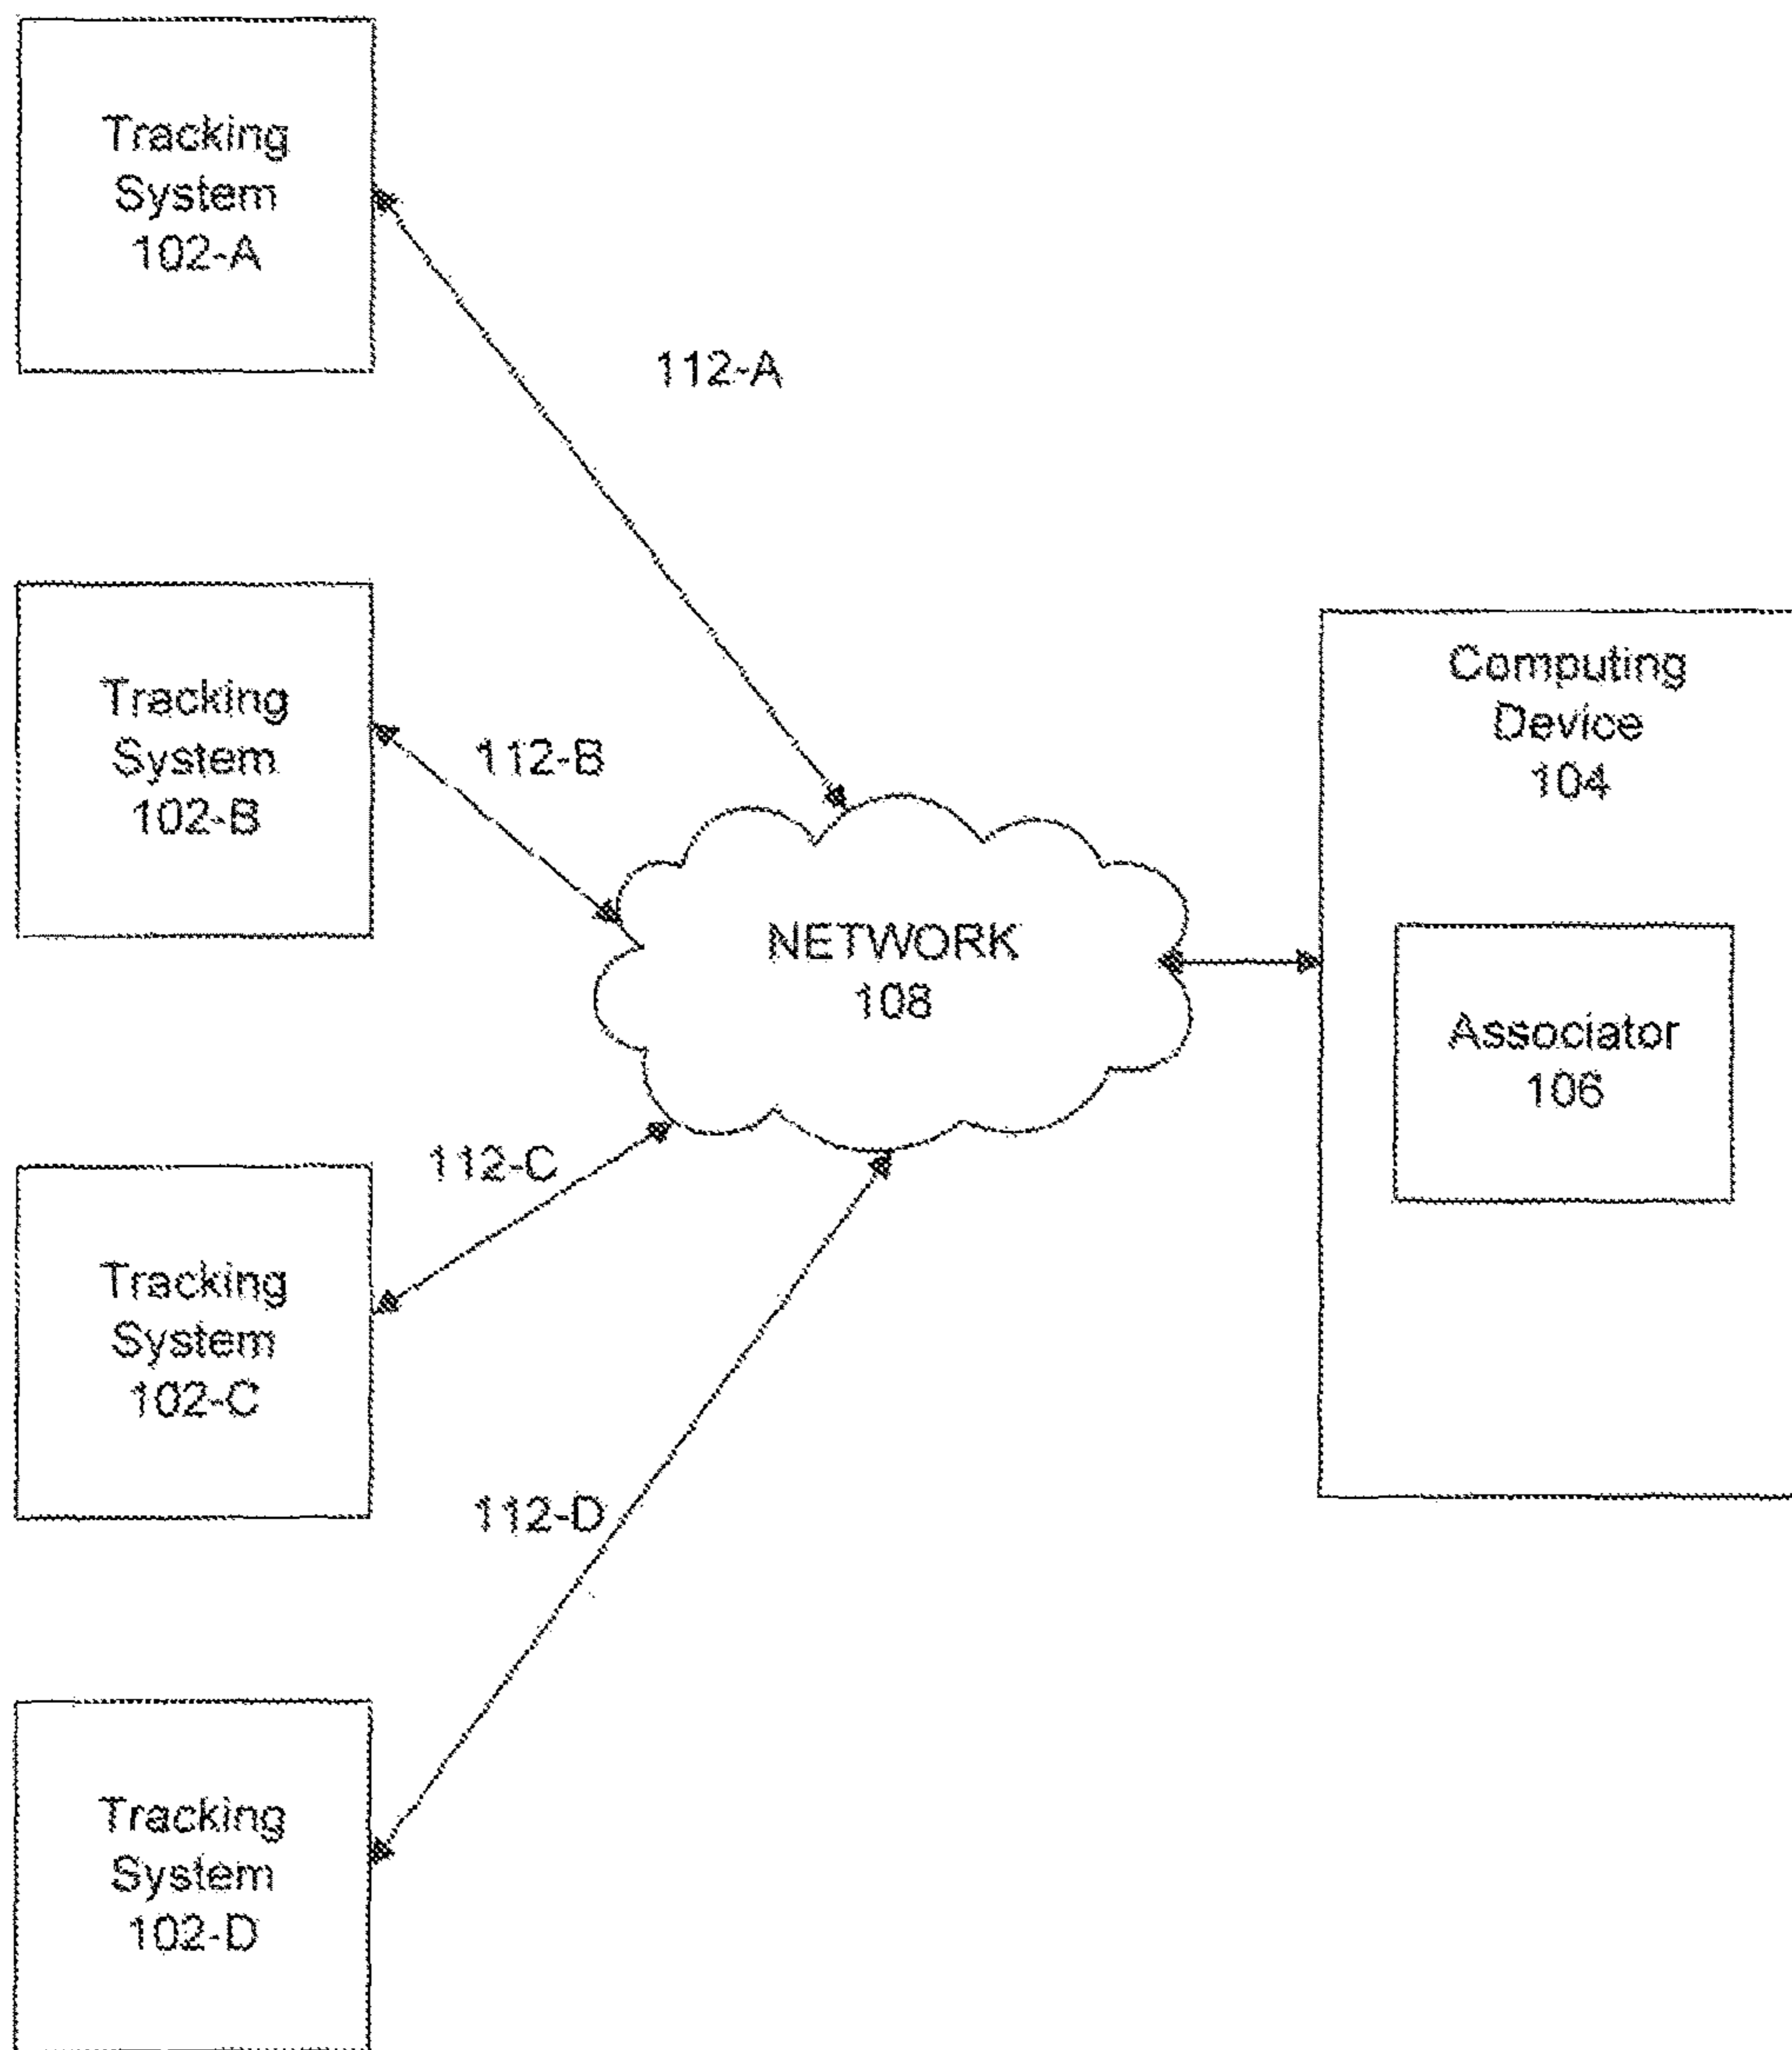 Tracking
System
102-A
112-A
Tracking
System
102-B
112-B
Computing
Device
104
NETWORK
108
Associator
106
112-C
Tracking
System
102-C
112-D
Tracking
System
102-D